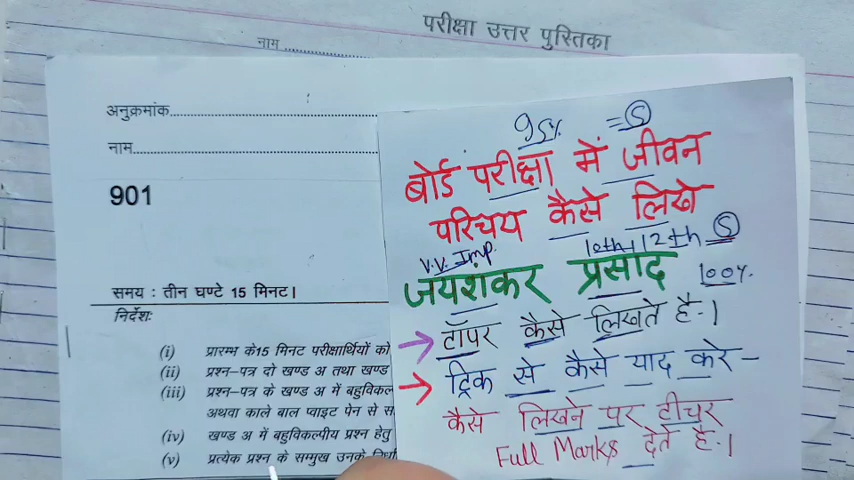 परीक्षा उत्तर पुस्तिका
नाम
अनुक्रमांक
नाम
901
समय : तीन घण्टे 15 मिनट।
निर्देशः
(i) प्रारम्भ के15 मिनट परीक्षार्थियों को
(ii) प्रश्न-पत्र दो खण्ड अ तथा खण्ड
(iii) प्रश्न-पत्र के खण्ड अ में बहुविकल
अथवा काले बाल प्वाइट पेन से स
(iv) खण्ड अ में बहुविकल्पीय प्रश्न हेतु
(v) प्रत्येक प्रश्न के सम्मुख उनके
95% = S
बोर्ड परीक्षा में जीवन
परिचय कैसे लिखे
V.V. Imp. 10th 12th S
जयशंकर प्रसाद 100%
→ टॉपर कैसे लिखते है।
→ ट्रिक से कैसे याद करे –
कैसे लिखने पर टीचर
Full Marks देते है।